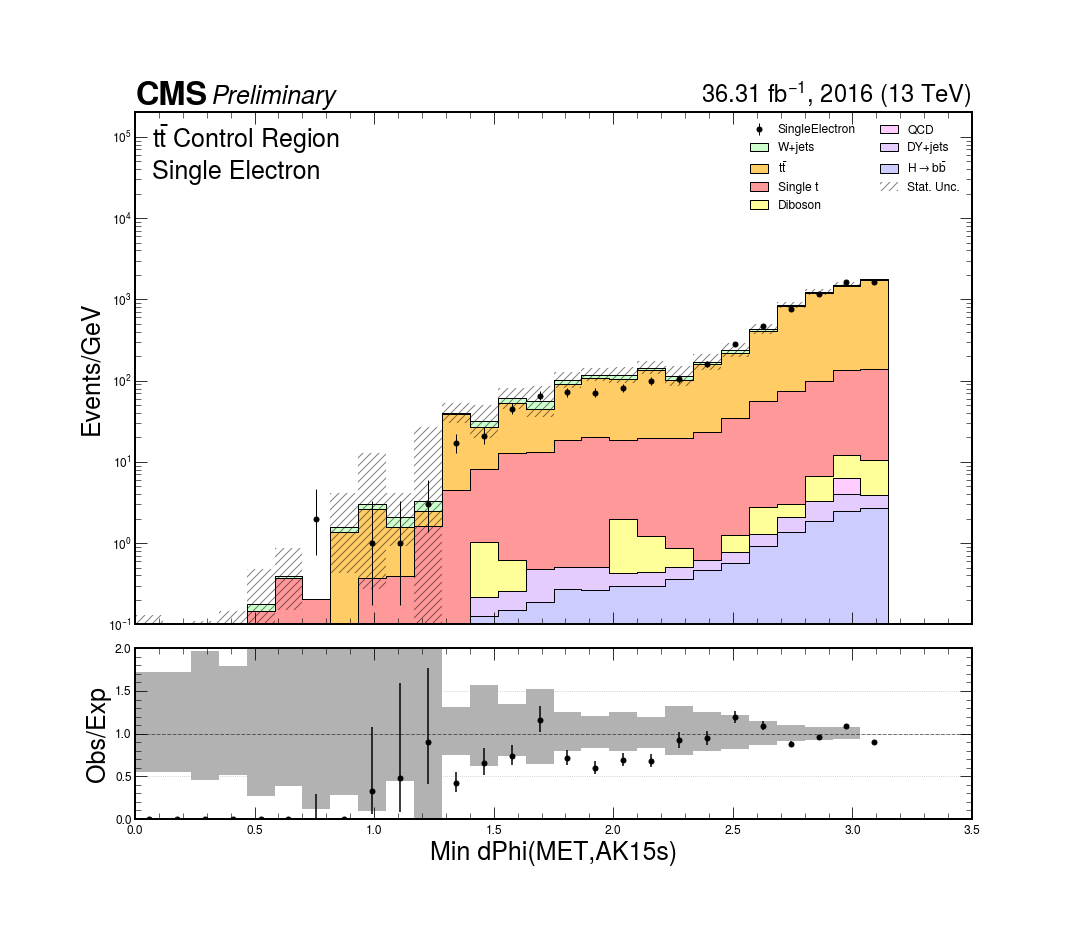 CMS Preliminary
36.31 fb⁻¹, 2016 (13 TeV)
tt̄ Control Region
Single Electron
SingleElectron
W+jets
tt̄
Single t
Diboson
QCD
DY+jets
H→bb̄
Stat. Unc.
Events/GeV
10⁵
10⁴
10³
10²
10¹
10⁰
10⁻¹
Obs/Exp
2.0
1.5
1.0
0.5
0.0
0.0 0.5 1.0 1.5 2.0 2.5 3.0 3.5
Min dPhi(MET,AK15s)